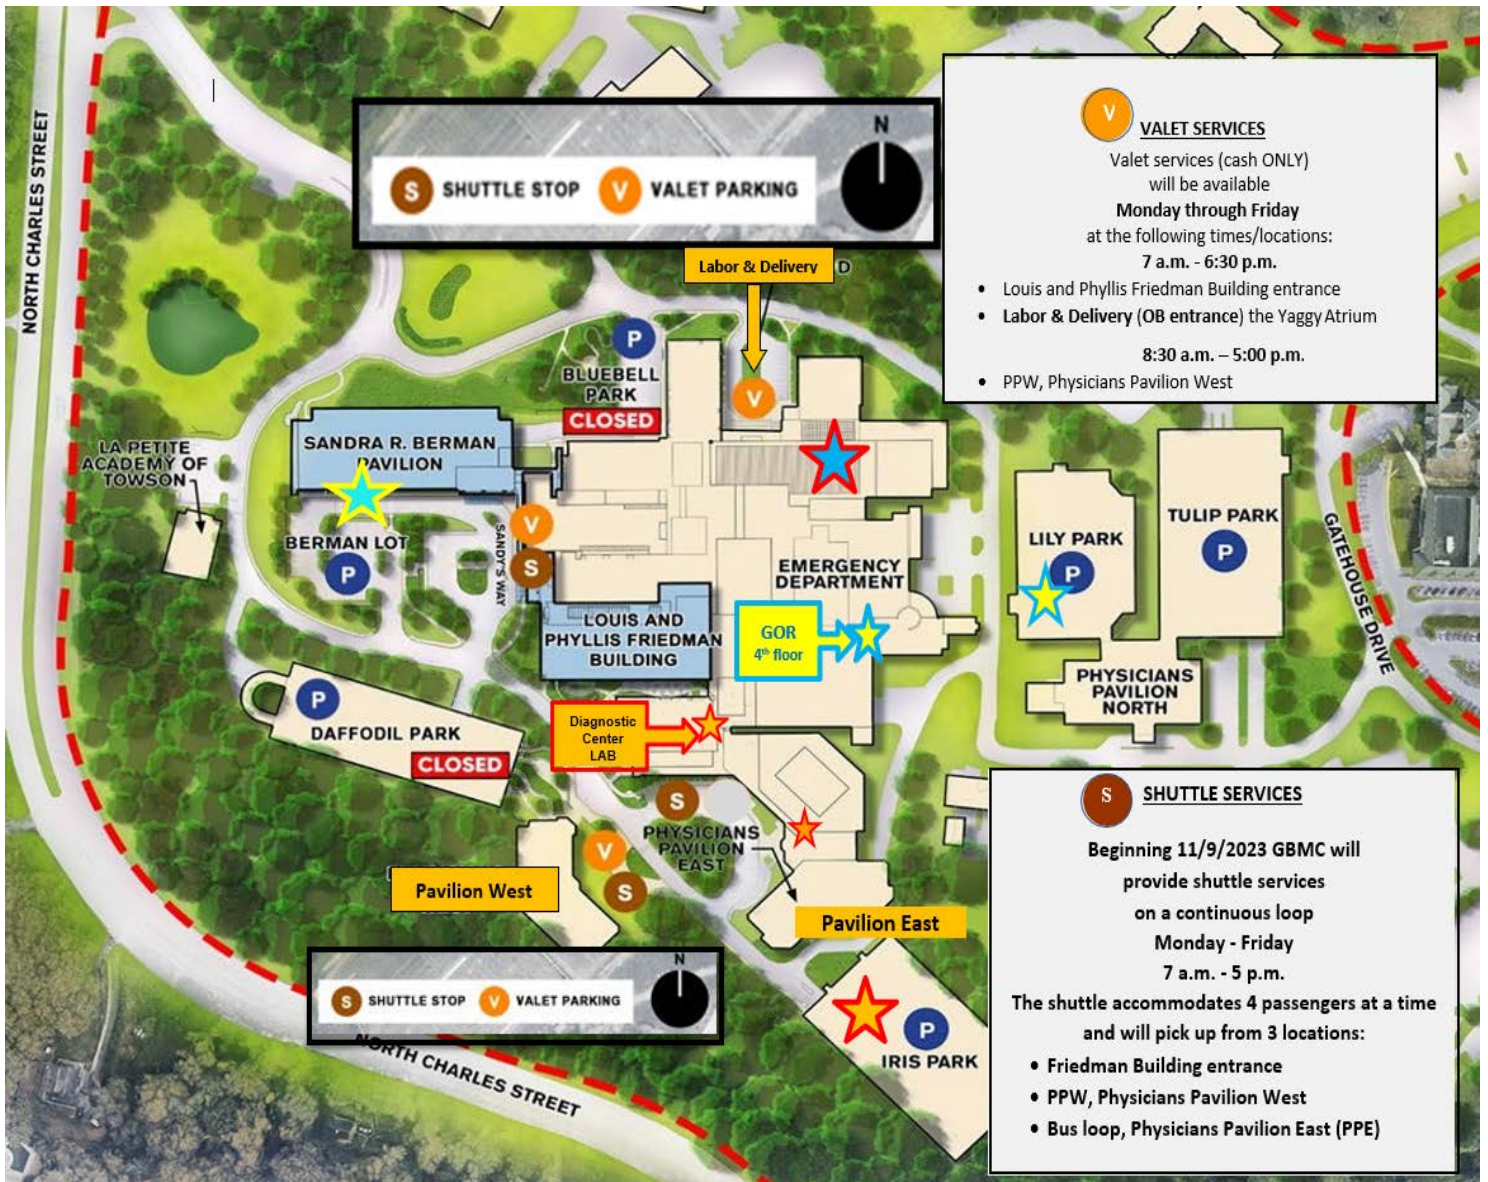 NORTH CHARLES STREET
S SHUTTLE STOP V VALET PARKING
N
V
VALET SERVICES
Valet services (cash ONLY)
will be available
Monday through Friday
at the following times/locations:
7 a.m. - 6:30 p.m.
• Louis and Phyllis Friedman Building entrance
• Labor & Delivery (OB entrance) the Yaggy Atrium
8:30 a.m. – 5:00 p.m.
• PPW, Physicians Pavilion West
Labor & Delivery
D
P
BLUEBELL
PARK
CLOSED
V
SANDRA R. BERMAN
PAVILION
LA PETITE
ACADEMY OF
TOWSON
BERMAN LOT
P
SANDY'S WAY
V
S
EMERGENCY
DEPARTMENT
LOUIS AND
PHYLLIS FRIEDMAN
BUILDING
GOR
4th floor
LILY PARK
P
TULIP PARK
P
GATEHOUSE DRIVE
PHYSICIANS
PAVILION
NORTH
P
DAFFODIL PARK
CLOSED
Diagnostic
Center
LAB
S
PHYSICIANS
PAVILION
EAST
V
S
Pavilion West
Pavilion East
N
S SHUTTLE STOP V VALET PARKING
P
IRIS PARK
NORTH CHARLES STREET
S
SHUTTLE SERVICES
Beginning 11/9/2023 GBMC will
provide shuttle services
on a continuous loop
Monday - Friday
7 a.m. - 5 p.m.
The shuttle accommodates 4 passengers at a time
and will pick up from 3 locations:
• Friedman Building entrance
• PPW, Physicians Pavilion West
• Bus loop, Physicians Pavilion East (PPE)